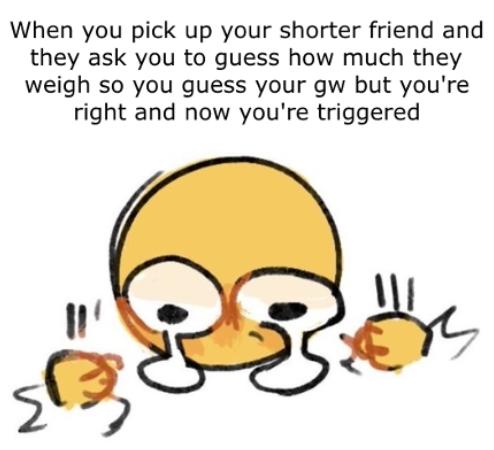 When you pick up your shorter friend and
they ask you to guess how much they
weigh so you guess your gw but you're
right and now you're triggered